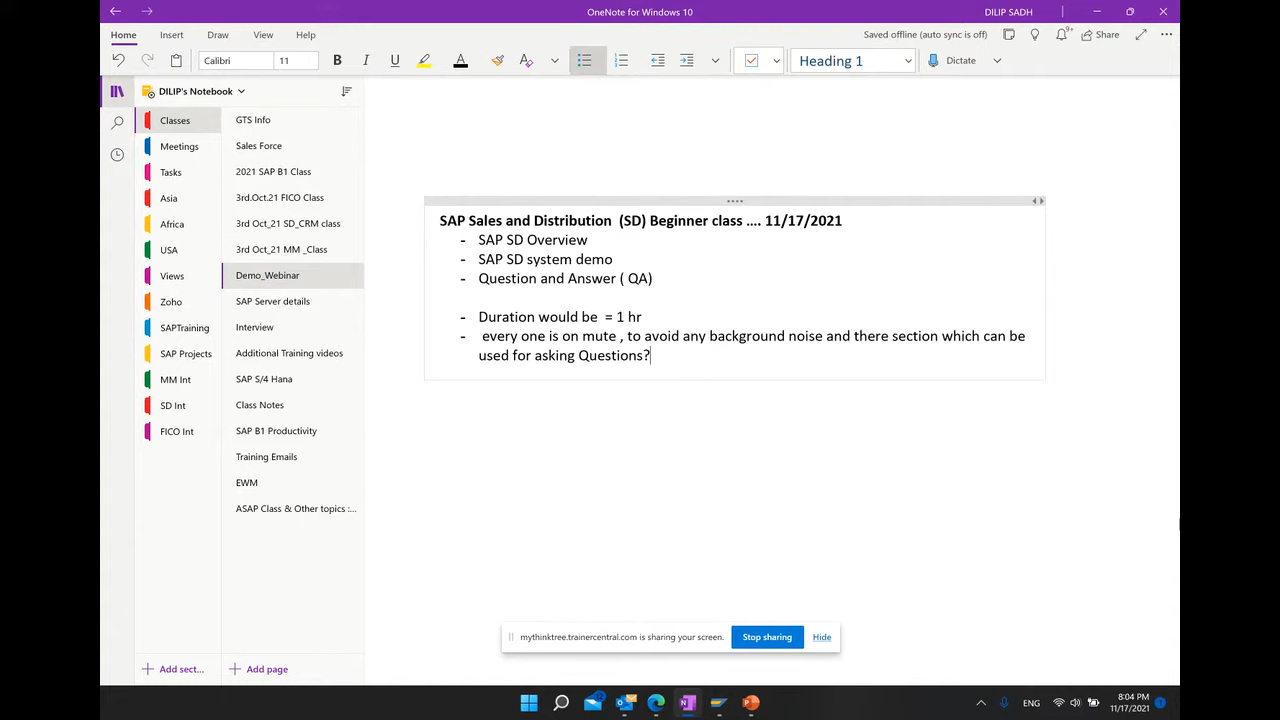 OneNote for Windows 10
DILIP SADH
Home Insert Draw View Help
Saved offline (auto sync is off)
9+
Share
Calibri 11 B I U A
Heading 1
Dictate
DILIP's Notebook
Classes
Meetings
Tasks
Asia
Africa
USA
Views
Zoho
SAPTraining
SAP Projects
MM Int
SD Int
FICO Int
Add sect...
GTS Info
Sales Force
2021 SAP B1 Class
3rd.Oct.21 FICO Class
3rd Oct_21 SD_CRM class
3rd Oct_21 MM _Class
Demo_Webinar
SAP Server details
Interview
Additional Training videos
SAP S/4 Hana
Class Notes
SAP B1 Productivity
Training Emails
EWM
ASAP Class & Other topics :...
Add page
SAP Sales and Distribution (SD) Beginner class .... 11/17/2021
- SAP SD Overview
- SAP SD system demo
- Question and Answer ( QA)
- Duration would be = 1 hr
- every one is on mute , to avoid any background noise and there section which can be
used for asking Questions?
mythinktree.trainercentral.com is sharing your screen.
Stop sharing
Hide
ENG
8:04 PM
11/17/2021